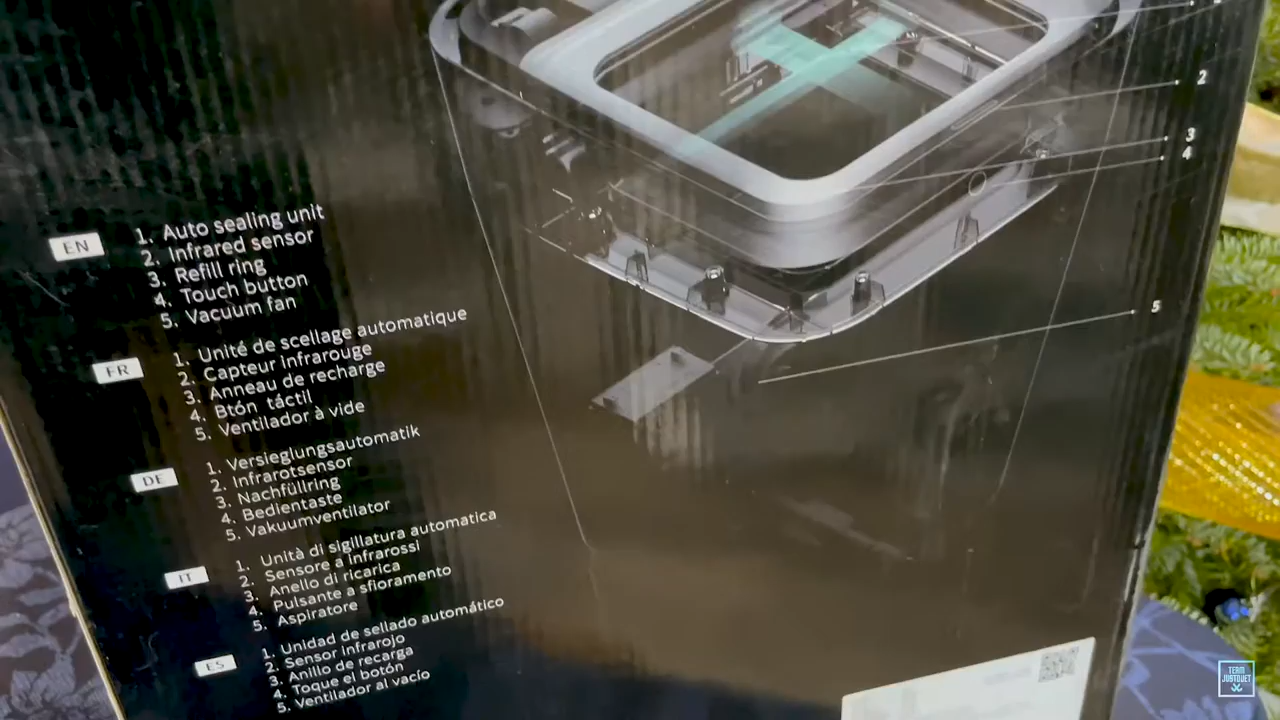 2
3
4
5
EN
1. Auto sealing unit
2. Infrared sensor
3. Refill ring
4. Touch button
5. Vacuum fan
FR
1. Unité de scellage automatique
2. Capteur infrarouge
3. Anneau de recharge
4. Btón táctil
5. Ventilador à vide
DE
1. Versieglungsautomatik
2. Infrarotsensor
3. Nachfüllring
4. Bedientaste
5. Vakuumventilator
IT
1. Unità di sigillatura automatica
2. Sensore a infrarossi
3. Anello di ricarica
4. Pulsante a sfioramento
5. Aspiratore
ES
1. Unidad de sellado automático
2. Sensor infrarojo
3. Anillo de recarga
4. Toque el botón
5. Ventilador al vacío
TEAM
JUSTDUET